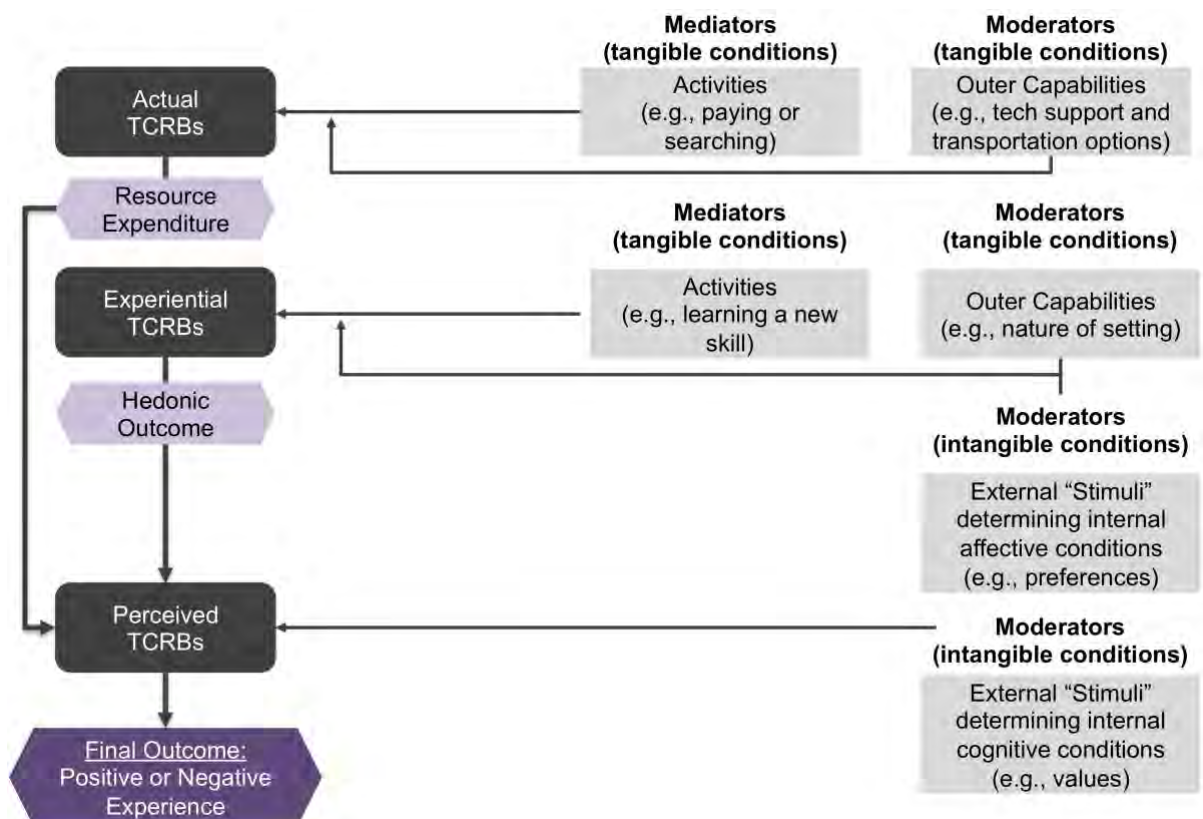 Mediators
(tangible conditions)
Moderators
(tangible conditions)
Actual
TCRBs
Activities
(e.g., paying or
searching)
Outer Capabilities
(e.g., tech support and
transportation options)
Resource
Expenditure
Mediators
(tangible conditions)
Moderators
(tangible conditions)
Experiential
TCRBs
Activities
(e.g., learning a new
skill)
Outer Capabilities
(e.g., nature of setting)
Hedonic
Outcome
Moderators
(intangible conditions)
External “Stimuli”
determining internal
affective conditions
(e.g., preferences)
Perceived
TCRBs
Moderators
(intangible conditions)
External “Stimuli”
determining internal
cognitive conditions
(e.g., values)
Final Outcome:
Positive or Negative
Experience